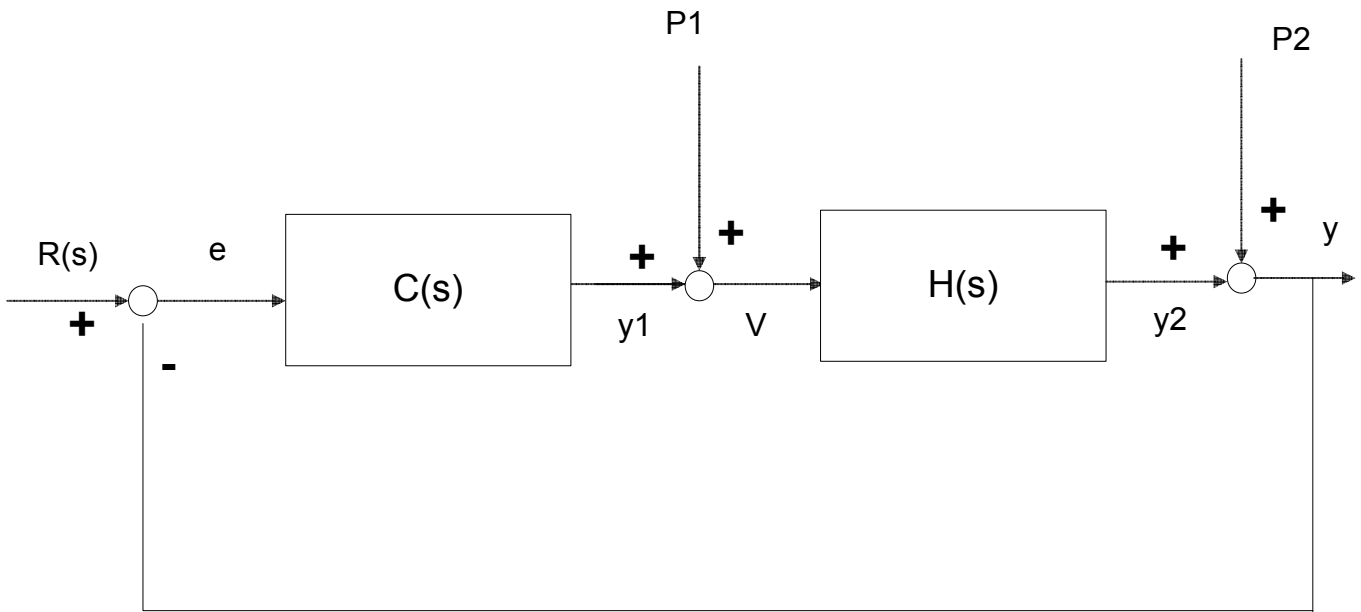 P1
P2
R(s)
e
C(s)
y1
V
H(s)
y2
y
+
-
+
+
+
+